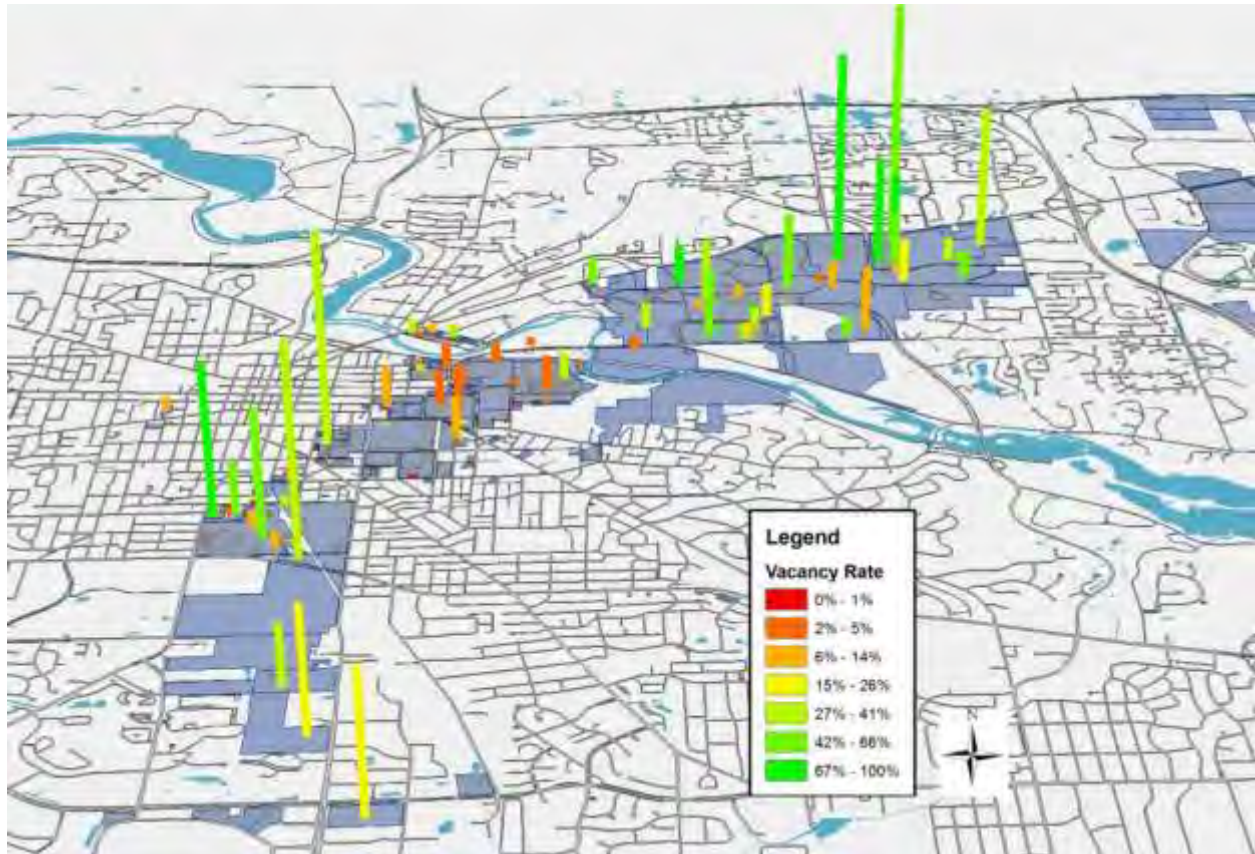 Legend
Vacancy Rate
0% - 1%
2% - 5%
6% - 14%
15% - 26%
27% - 41%
42% - 66%
67% - 100%
N